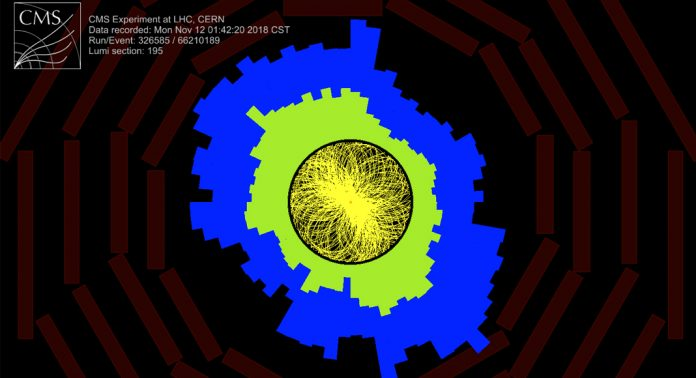 CMS
CMS Experiment at LHC, CERN
Data recorded: Mon Nov 12 01:42:20 2018 CST
Run/Event: 326585 / 66210189
Lumi section: 195